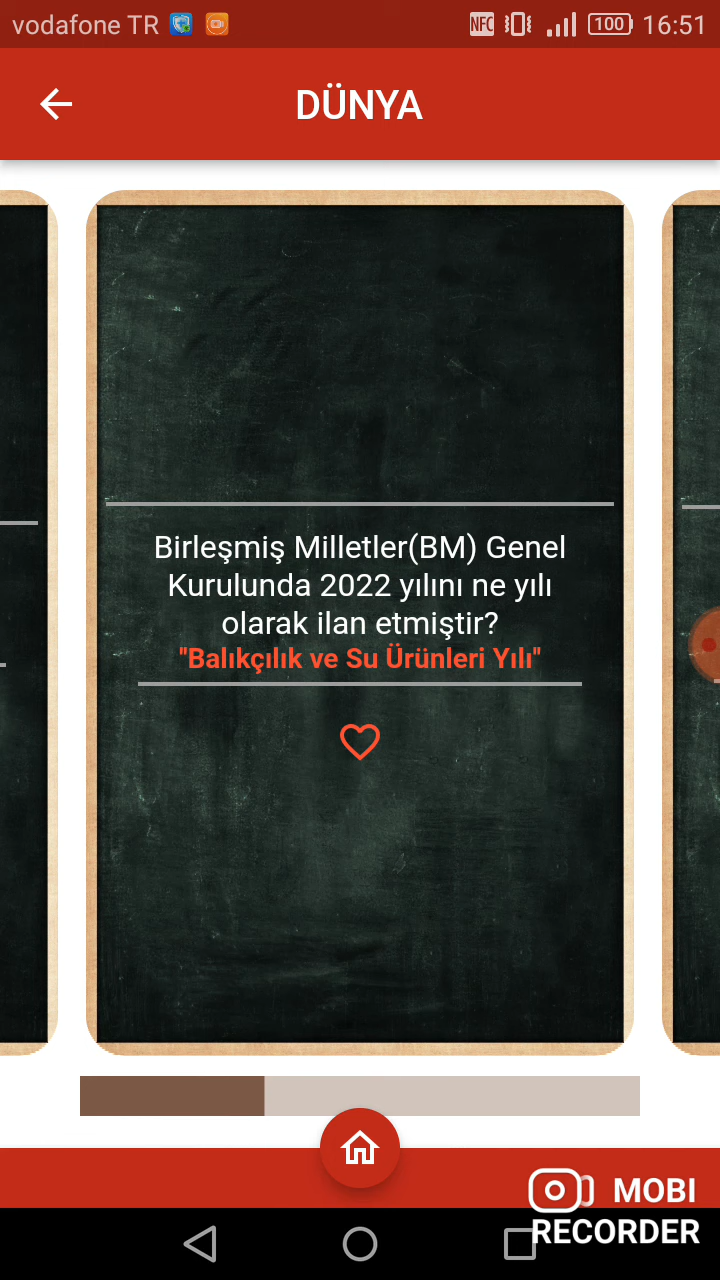 vodafone TR NFC 100 16:51
DÜNYA
Birleşmiş Milletler(BM) Genel
Kurulunda 2022 yılını ne yılı
olarak ilan etmiştir?
"Balıkçılık ve Su Ürünleri Yılı"
MOBI
RECORDER